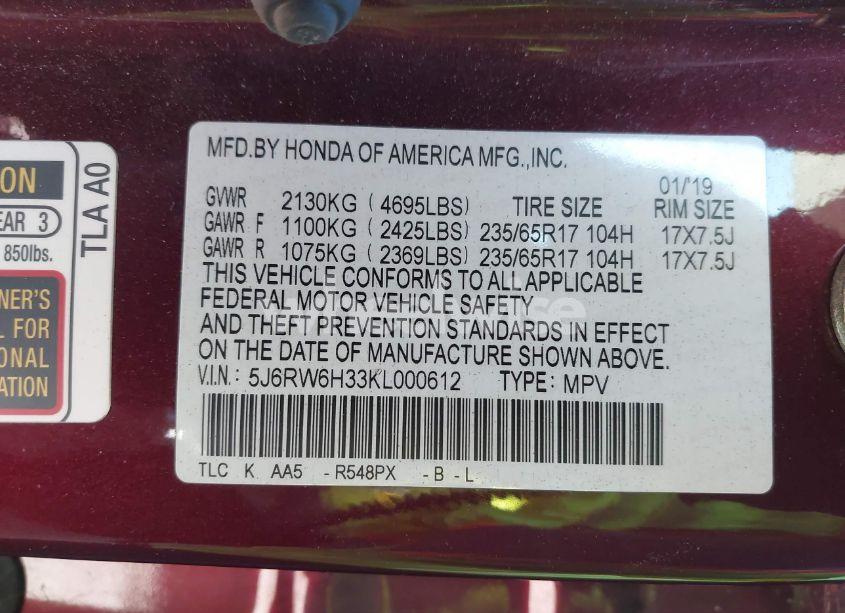 MFD.BY HONDA OF AMERICA MFG.,INC.
01/'19
GVWR 2130KG (4695LBS) TIRE SIZE RIM SIZE
GAWR F 1100KG (2425LBS) 235/65R17 104H 17X7.5J
GAWR R 1075KG (2369LBS) 235/65R17 104H 17X7.5J
THIS VEHICLE CONFORMS TO ALL APPLICABLE
FEDERAL MOTOR VEHICLE SAFETY
AND THEFT PREVENTION STANDARDS IN EFFECT
ON THE DATE OF MANUFACTURE SHOWN ABOVE.
V.I.N: 5J6RW6H33KL000612 TYPE: MPV
TLC K AA5 -R548PX -B -L
ON
EAR 3
850lbs.
NER'S
L FOR
ONAL
ATION
TLA A0